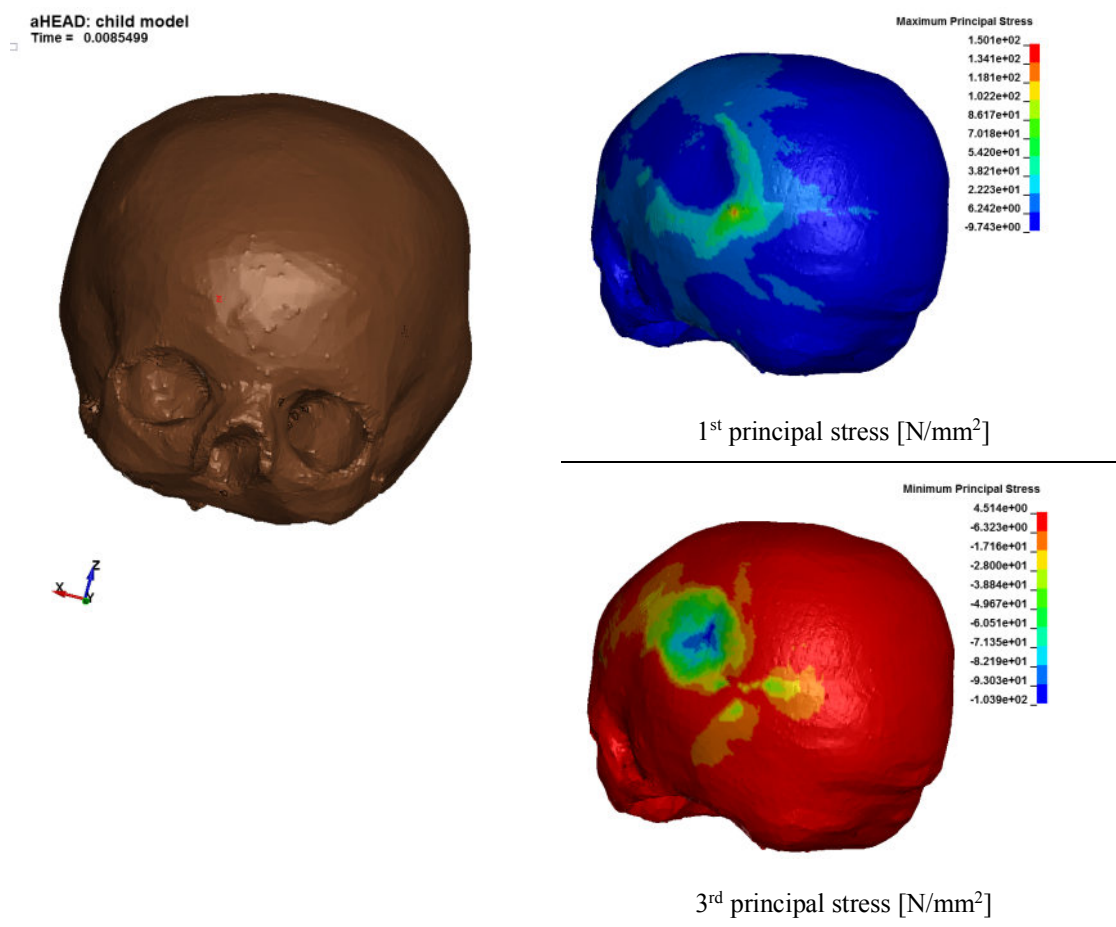 aHEAD: child model
Time = 0.0085499
Z
X
Y
Maximum Principal Stress
1.501e+02
1.341e+02
1.181e+02
1.022e+02
8.617e+01
7.018e+01
5.420e+01
3.821e+01
2.223e+01
6.242e+00
-9.743e+00
1st principal stress [N/mm2]
Minimum Principal Stress
4.514e+00
-6.323e+00
-1.716e+01
-2.800e+01
-3.884e+01
-4.967e+01
-6.051e+01
-7.135e+01
-8.219e+01
-9.303e+01
-1.039e+02
3rd principal stress [N/mm2]